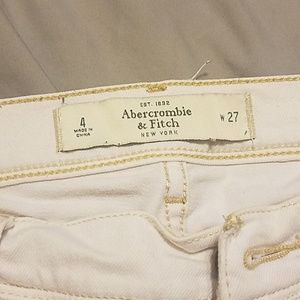 EST. 1892
Abercrombie
& Fitch
NEW YORK
4
MADE IN
CHINA
W 27